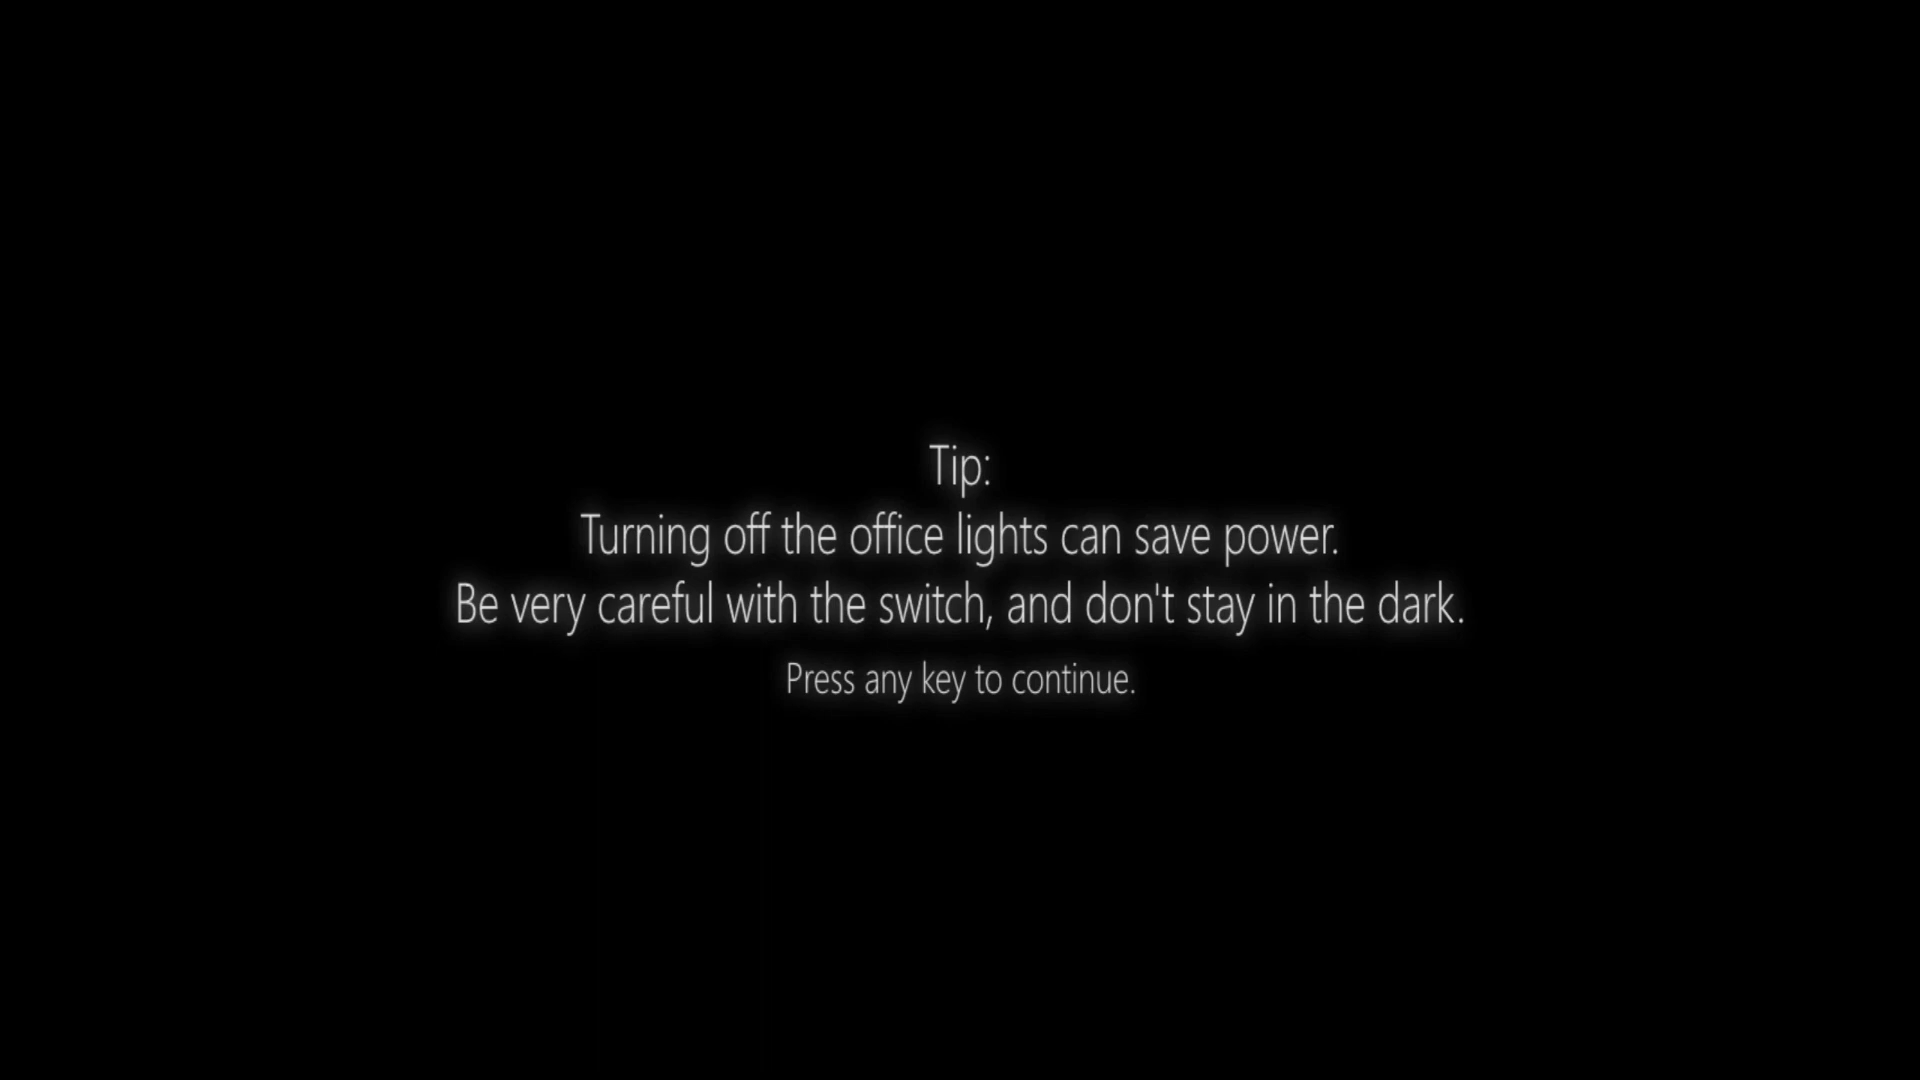 Tip:
Turning off the office lights can save power.
Be very careful with the switch, and don't stay in the dark.
Press any key to continue.